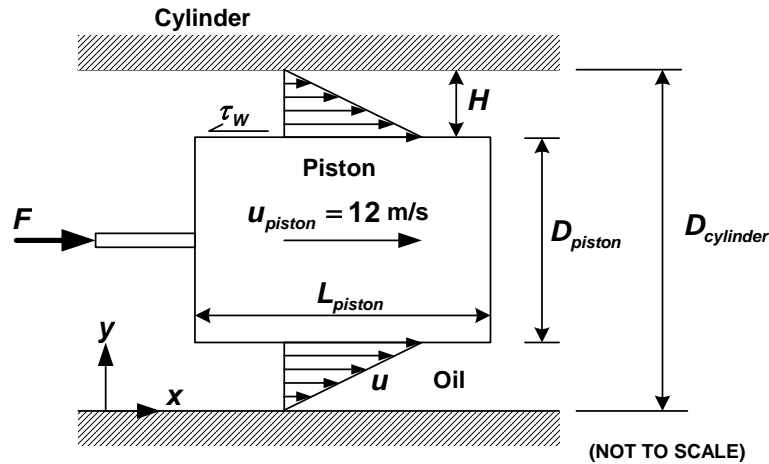 Cylinder
H
τ_W
Piston
F
u_piston = 12 m/s
D_piston
D_cylinder
L_piston
y
u
Oil
x
(NOT TO SCALE)